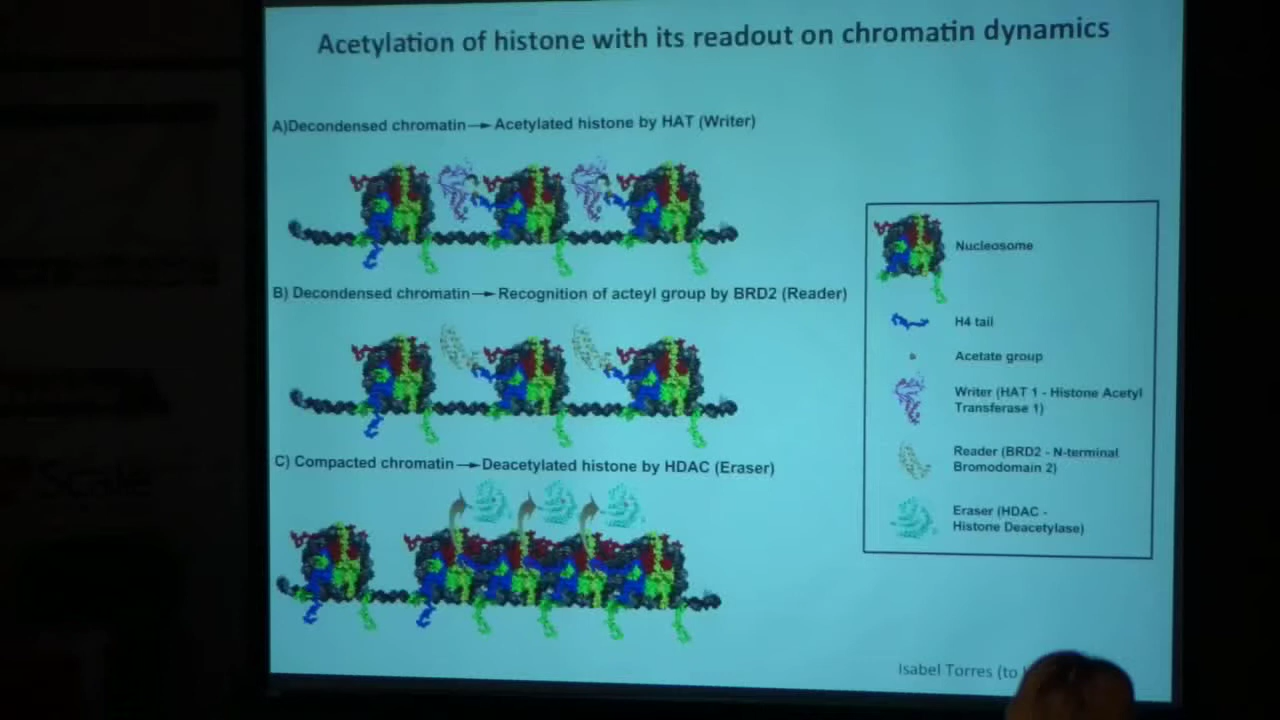 Acetylation of histone with its readout on chromatin dynamics
A)Decondensed chromatin → Acetylated histone by HAT (Writer)
B) Decondensed chromatin → Recognition of acteyl group by BRD2 (Reader)
C) Compacted chromatin → Deacetylated histone by HDAC (Eraser)
Nucleosome
H4 tail
Acetate group
Writer (HAT 1 - Histone Acetyl
Transferase 1)
Reader (BRD2 - N-terminal
Bromodomain 2)
Eraser (HDAC -
Histone Deacetylase)
Isabel Torres (to
Scale